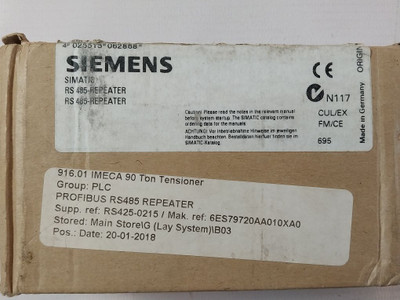 4 025515 062868
SIEMENS
SIMATIC
RS 485-REPEATER
RS 485-REPEATER
Caution: Please read the notes in the relevant manual
before system startup. The SIMATIC catalog contains
ordering data for the manuals.
ACHTUNG! Vor Inbetriebnahme Hinweise im jeweiligen
Handbuch beachten. Bestelldaten hierfuer finden Sie im
SIMATIC-Katalog.
CE
N117
CUL/EX
FM/CE
695
Made in Germany
ORIGIN
916.01 IMECA 90 Ton Tensioner
Group: PLC
PROFIBUS RS485 REPEATER
Supp. ref: RS425-0215 / Mak. ref: 6ES79720AA010XA0
Stored: Main Store\G (Lay System)\B03
Pos.: Date: 20-01-2018